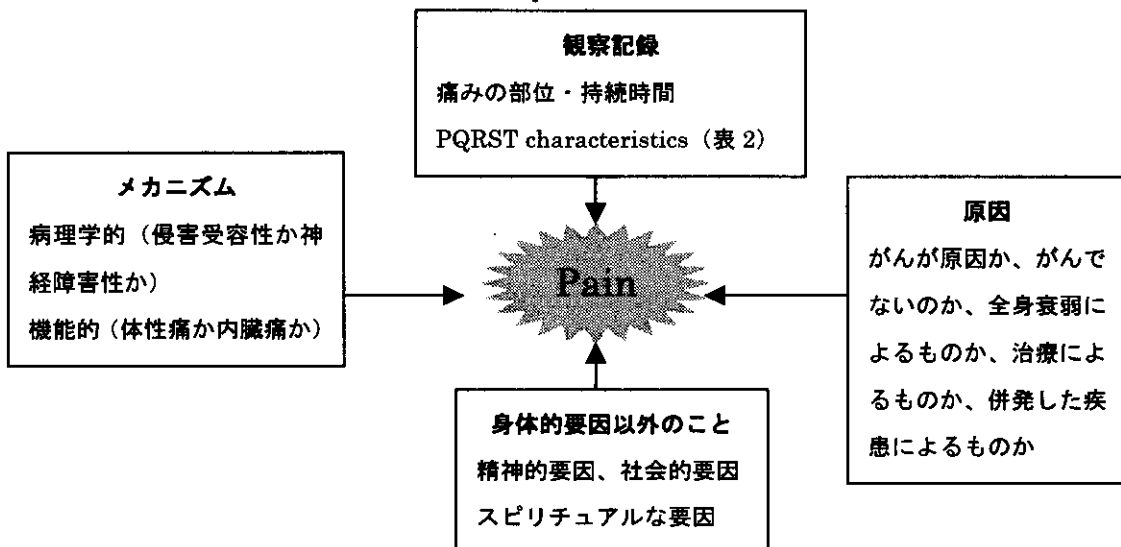 観察記録
痛みの部位・持続時間
PQRST characteristics（表 2）
メカニズム
病理学的（侵害受容性か神
経障害性か）
機能的（体性痛か内臓痛か）
Pain
原因
がんが原因か、がんで
ないのか、全身衰弱に
よるものか、治療によ
るものか、併発した疾
患によるものか
身体的要因以外のこと
精神的要因、社会的要因
スピリチュアルな要因